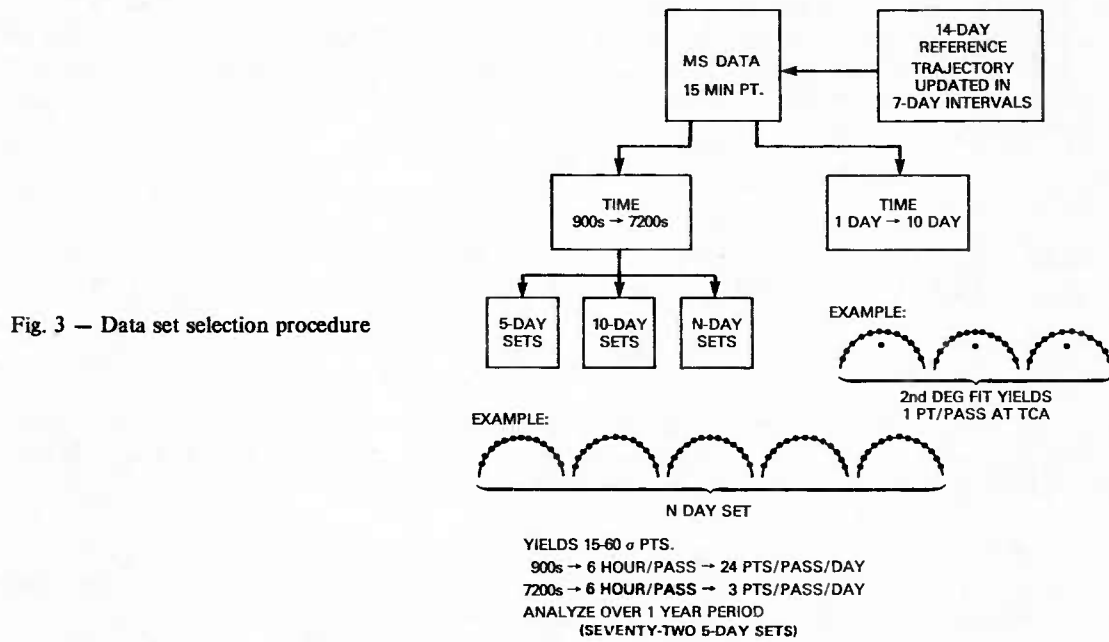 MS DATA
15 MIN PT.
14-DAY
REFERENCE
TRAJECTORY
UPDATED IN
7-DAY INTERVALS
TIME
900s → 7200s
TIME
1 DAY → 10 DAY
5-DAY
SETS
10-DAY
SETS
N-DAY
SETS
Fig. 3 — Data set selection procedure
EXAMPLE:
2nd DEG FIT YIELDS
1 PT/PASS AT TCA
EXAMPLE:
N DAY SET
YIELDS 15-60 σ PTS.
900s → 6 HOUR/PASS → 24 PTS/PASS/DAY
7200s → 6 HOUR/PASS → 3 PTS/PASS/DAY
ANALYZE OVER 1 YEAR PERIOD
(SEVENTY-TWO 5-DAY SETS)